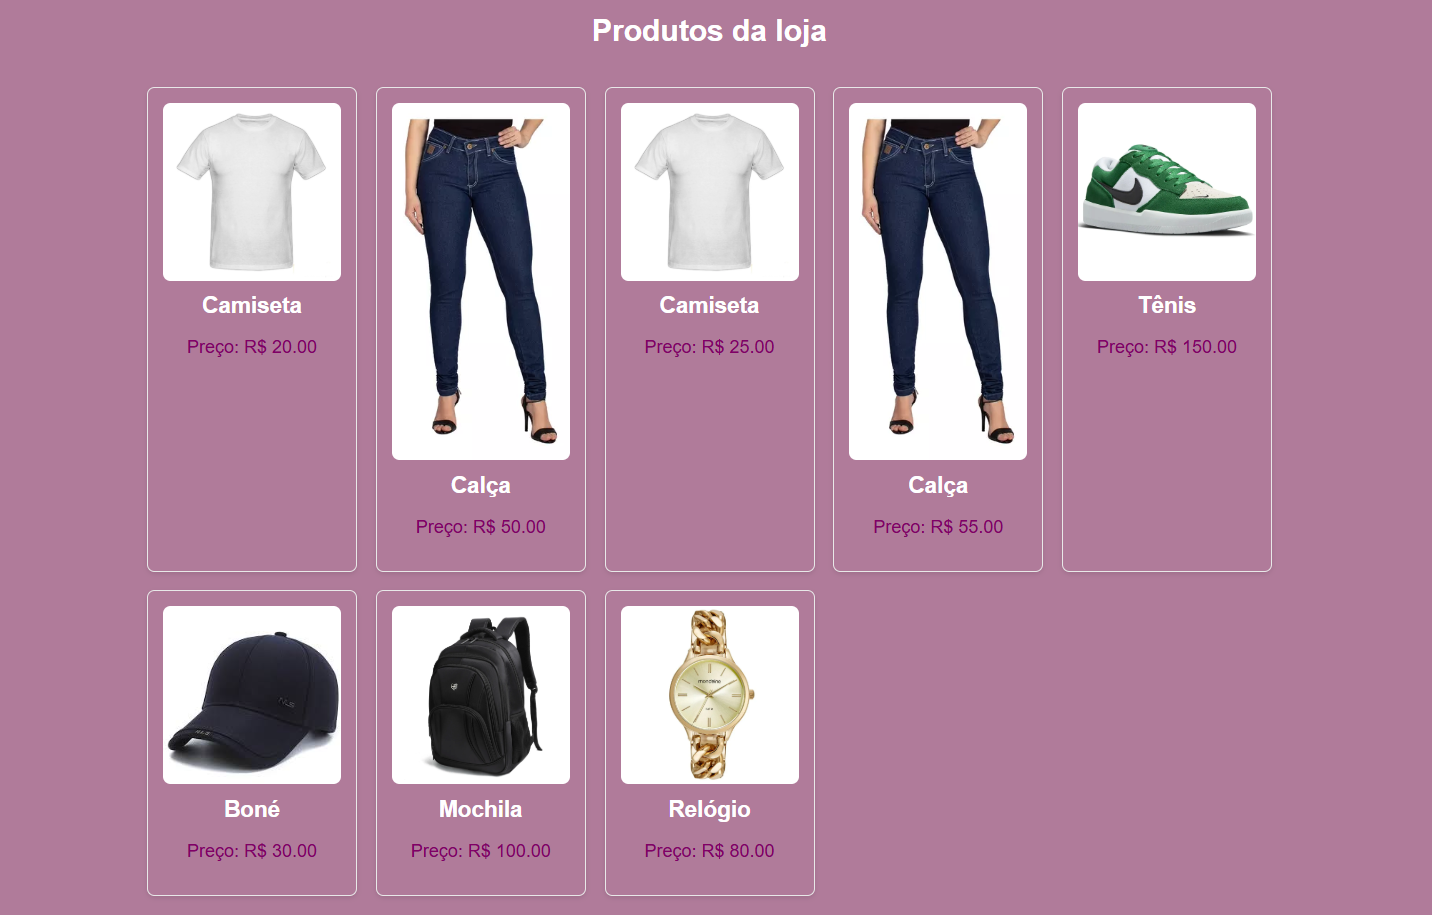 Produtos da loja
Camiseta
Preço: R$ 20.00
Calça
Preço: R$ 50.00
Camiseta
Preço: R$ 25.00
Calça
Preço: R$ 55.00
Tênis
Preço: R$ 150.00
Boné
Preço: R$ 30.00
Mochila
Preço: R$ 100.00
mondaine
Relógio
Preço: R$ 80.00